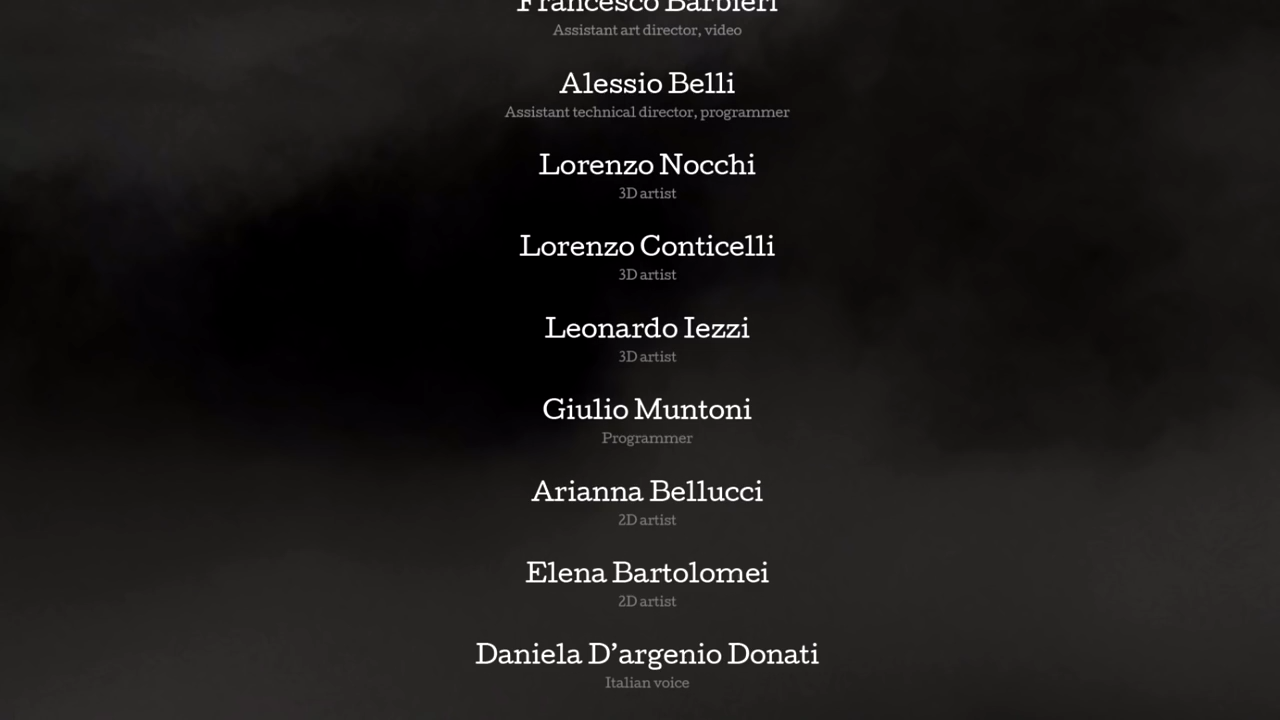 Francesco Barbieri
Assistant art director, video
Alessio Belli
Assistant technical director, programmer
Lorenzo Nocchi
3D artist
Lorenzo Conticelli
3D artist
Leonardo Iezzi
3D artist
Giulio Muntoni
Programmer
Arianna Bellucci
2D artist
Elena Bartolomei
2D artist
Daniela D’argenio Donati
Italian voice